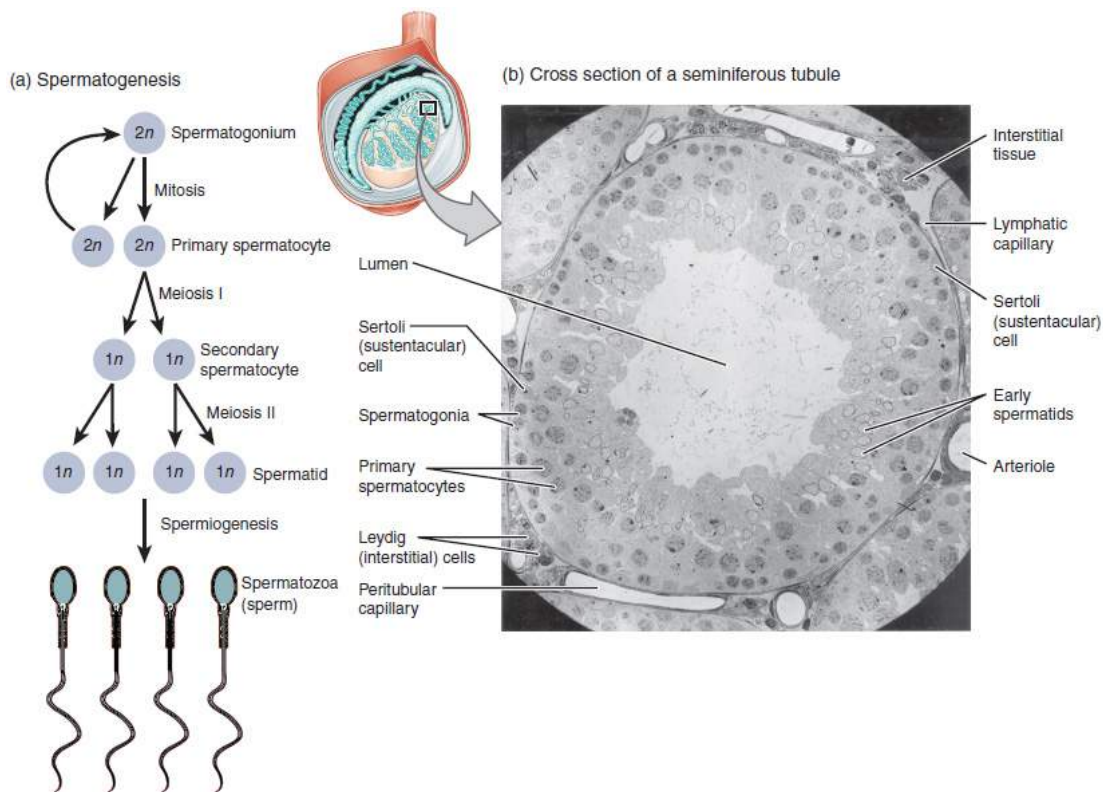 (a) Spermatogenesis
2n
Spermatogonium
Mitosis
2n
2n
Primary spermatocyte
Meiosis I
1n
1n
Secondary
spermatocyte
Meiosis II
1n
1n
1n
1n
Spermatid
Spermiogenesis
Spermatozoa
(sperm)
(b) Cross section of a seminiferous tubule
Lumen
Sertoli
(sustentacular)
cell
Spermatogonia
Primary
spermatocytes
Leydig
(interstitial) cells
Peritubular
capillary
Interstitial
tissue
Lymphatic
capillary
Sertoli
(sustentacular)
cell
Early
spermatids
Arteriole